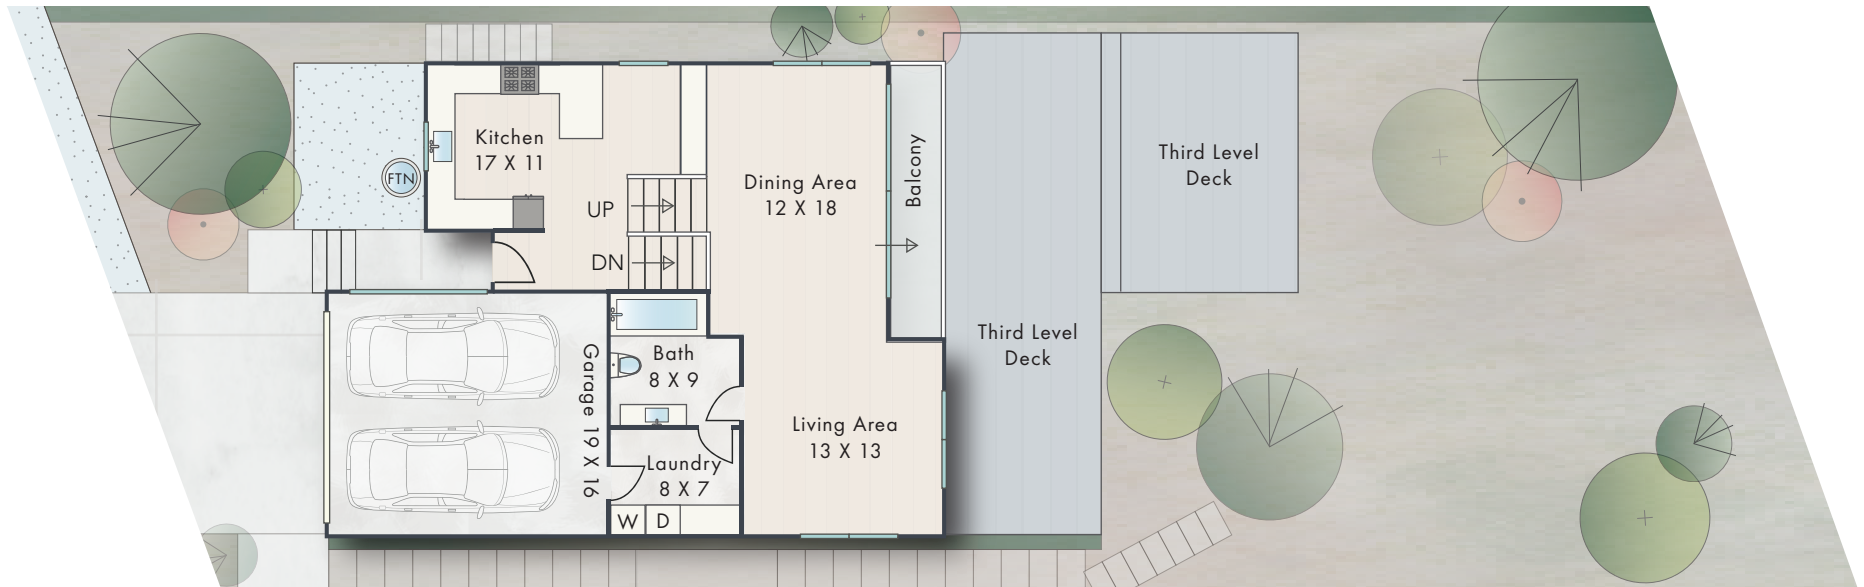 Kitchen
17 X 11
FTN
UP
DN
Dining Area
12 X 18
Balcony
Third Level
Deck
Third Level
Deck
Garage 19 X 16
Bath
8 X 9
Laundry
8 X 7
W
D
Living Area
13 X 13